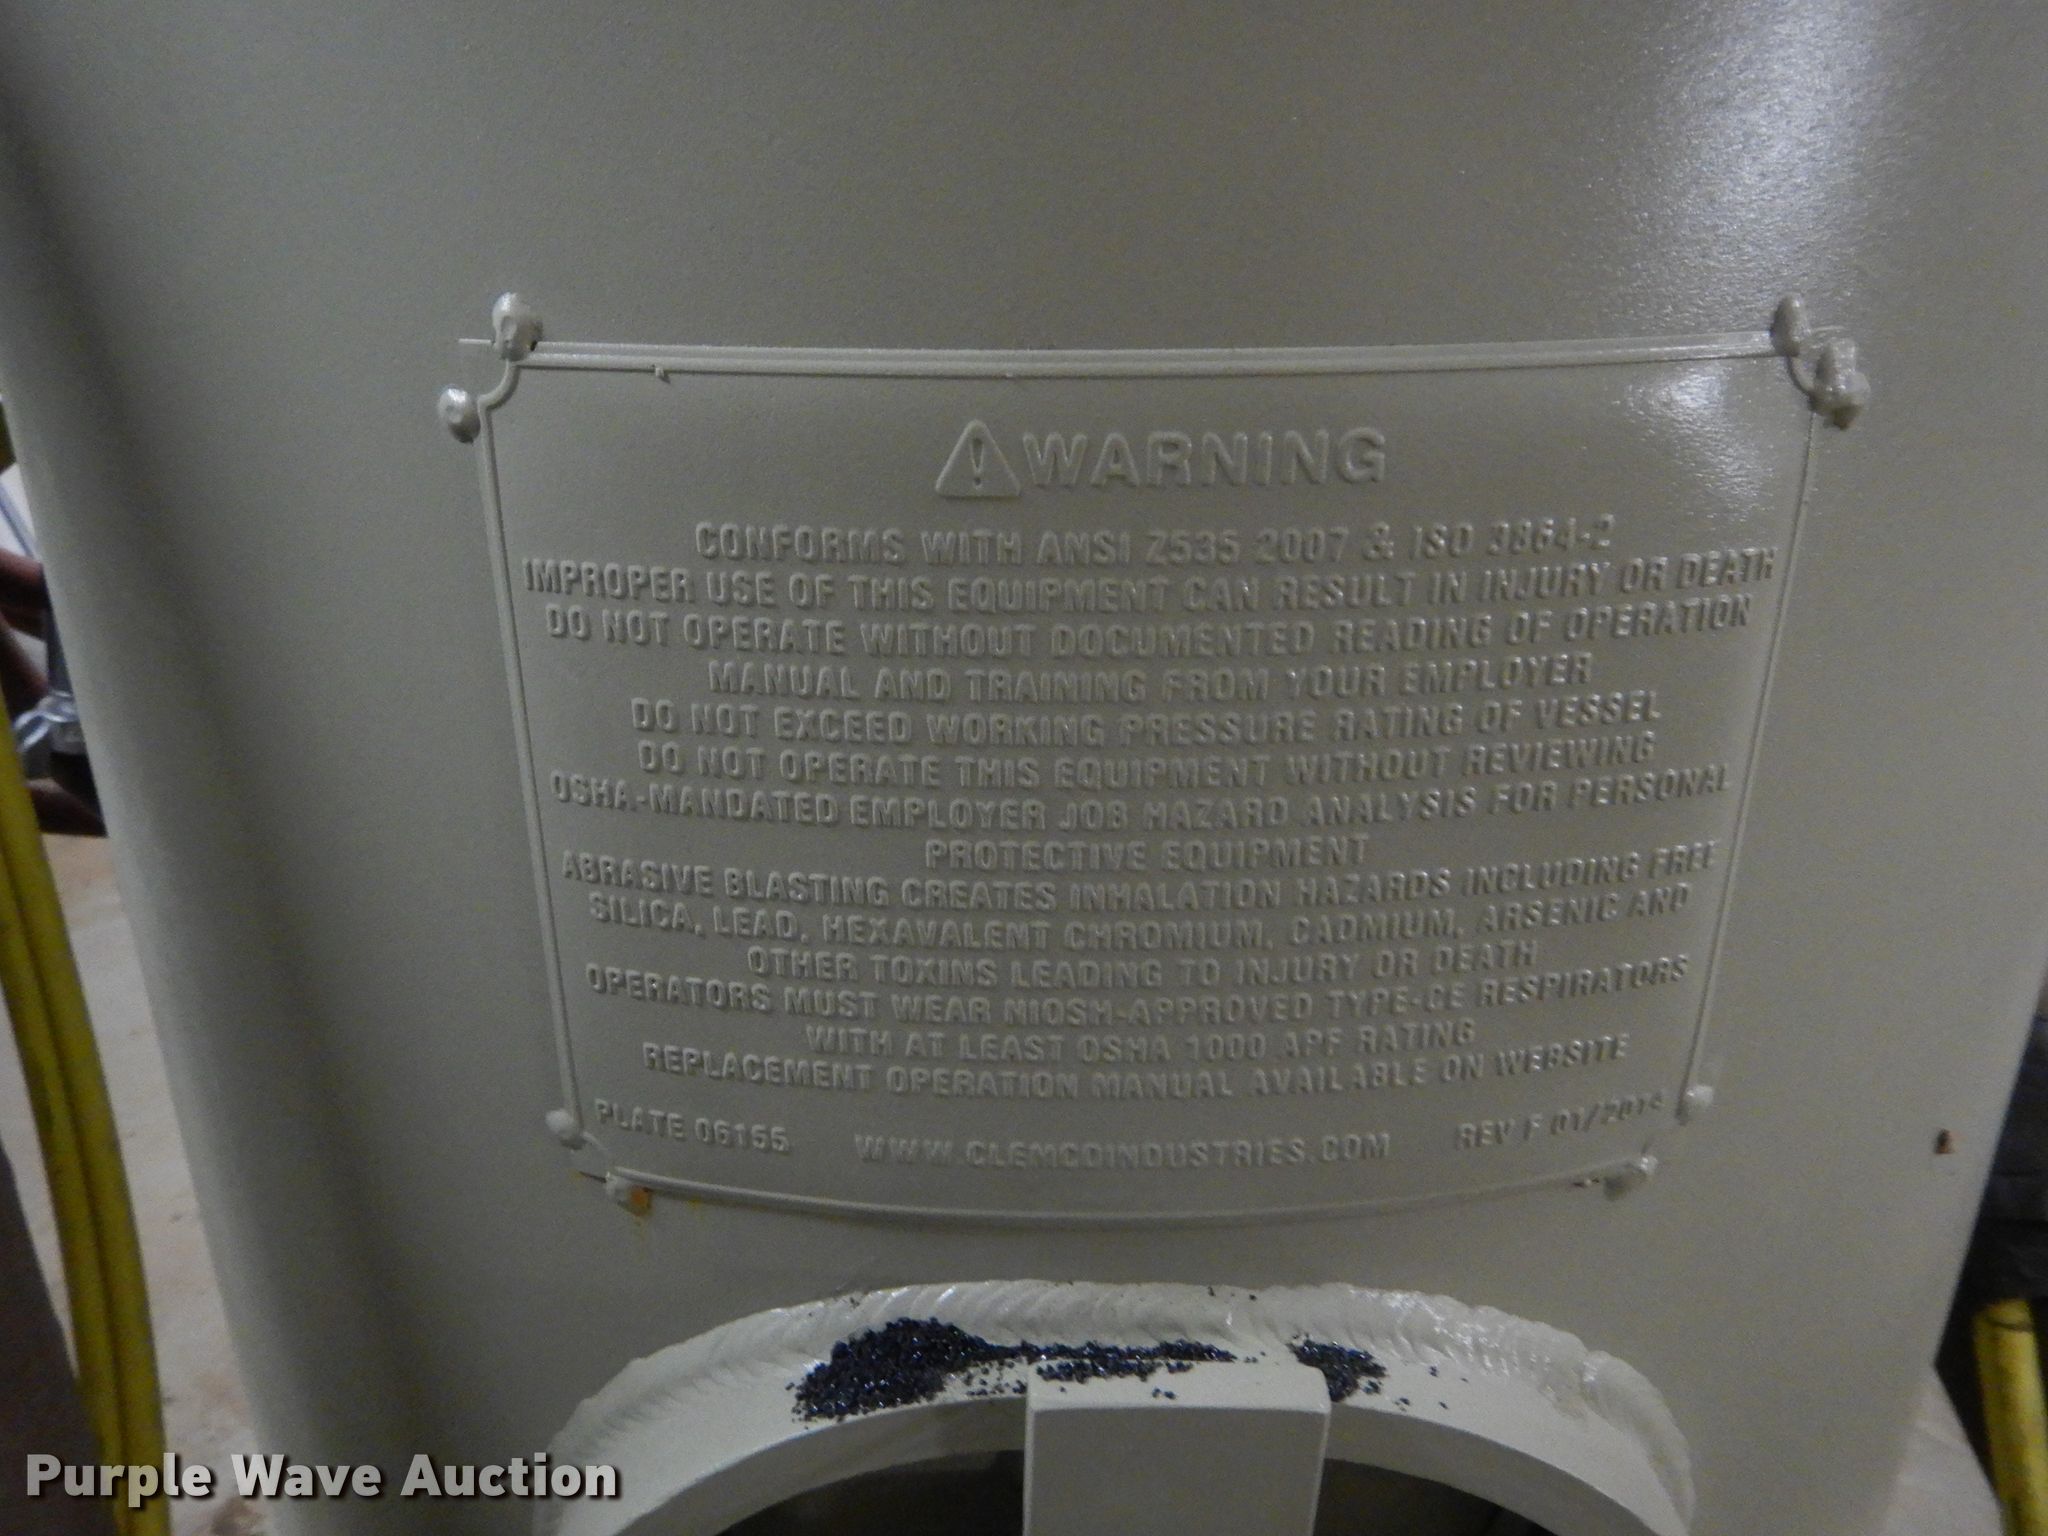 WARNING
CONFORMS WITH ANSI Z535 2007 & ISO 3864-2
IMPROPER USE OF THIS EQUIPMENT CAN RESULT IN INJURY OR DEATH
DO NOT OPERATE WITHOUT DOCUMENTED READING OF OPERATION
MANUAL AND TRAINING FROM YOUR EMPLOYER
DO NOT EXCEED WORKING PRESSURE RATING OF VESSEL
DO NOT OPERATE THIS EQUIPMENT WITHOUT REVIEWING
OSHA-MANDATED EMPLOYER JOB HAZARD ANALYSIS FOR PERSONAL
PROTECTIVE EQUIPMENT
ABRASIVE BLASTING CREATES INHALATION HAZARDS INCLUDING FREE
SILICA, LEAD, HEXAVALENT CHROMIUM, CADMIUM, ARSENIC AND
OTHER TOXINS LEADING TO INJURY OR DEATH
OPERATORS MUST WEAR NIOSH-APPROVED TYPE-CE RESPIRATORS
WITH AT LEAST OSHA 1000 APF RATING
REPLACEMENT OPERATION MANUAL AVAILABLE ON WEBSITE
PLATE 06155 WWW.CLEMCOINDUSTRIES.COM REV F 01/2014
Purple Wave Auction